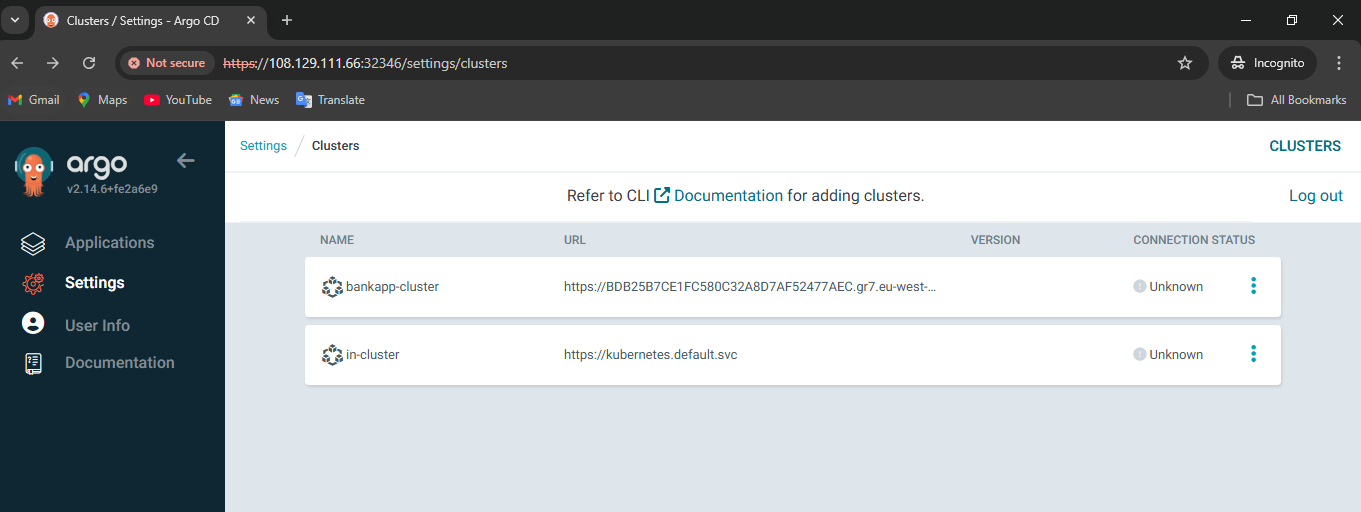 Clusters / Settings - Argo CD
Not secure https://108.129.111.66:32346/settings/clusters Incognito
Gmail Maps YouTube News Translate All Bookmarks
argo
v2.14.6+fe2a6e9
Applications
Settings
User Info
Documentation
Settings / Clusters CLUSTERS
Refer to CLI Documentation for adding clusters. Log out
NAME URL VERSION CONNECTION STATUS
bankapp-cluster https://BDB25B7CE1FC580C32A8D7AF52477AEC.gr7.eu-west-... Unknown
in-cluster https://kubernetes.default.svc Unknown